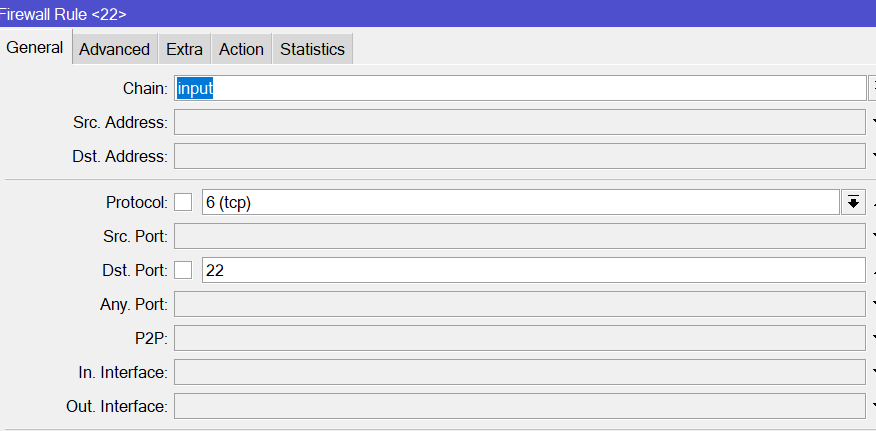 Firewall Rule <22>
General Advanced Extra Action Statistics
Chain: input
Src. Address:
Dst. Address:
Protocol: 6 (tcp)
Src. Port:
Dst. Port: 22
Any. Port:
P2P:
In. Interface:
Out. Interface: